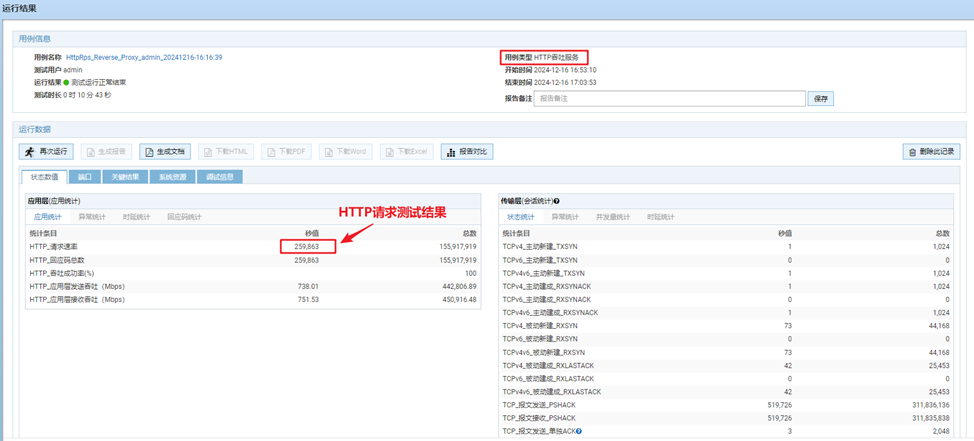 运行结果
用例信息
用例名称 HttpRps_Reverse_Proxy_admin_20241216-16:16:39
测试用户 admin
运行结果 测试运行正常结束
测试时长 0 时 10 分 43 秒
用例类型 HTTP吞吐服务
开始时间 2024-12-16 16:53:10
结束时间 2024-12-16 17:03:53
报告备注 报告备注 保存
运行数据
再次运行 生成报告 生成文档 下载HTML 下载PDF 下载Word 下载Excel 报告对比 删除此记录
状态数值 端口 关键结果 系统资源 调试信息
应用层(应用统计)
应用统计 异常统计 时延统计 回应码统计
HTTP请求测试结果
统计条目 秒值 总数
HTTP_请求速率 259,863 155,917,919
HTTP_回应码总数 259,863 155,917,919
HTTP_吞吐成功率(%) 100
HTTP_应用层发送吞吐（Mbps） 738.01 442,806.89
HTTP_应用层接收吞吐（Mbps） 751.53 450,916.48
传输层(会话统计)
状态统计 异常统计 并发量统计 时延统计
统计条目 秒值 总数
TCPv4_主动新建_TXSYN 1 1,024
TCPv6_主动新建_TXSYN 0 0
TCPv4v6_主动新建_TXSYN 1 1,024
TCPv4_主动建成_RXSYNACK 1 1,024
TCPv6_主动建成_RXSYNACK 0 0
TCPv4v6_主动建成_RXSYNACK 1 1,024
TCPv4_被动新建_RXSYN 73 44,168
TCPv6_被动新建_RXSYN 0 0
TCPv4v6_被动新建_RXSYN 73 44,168
TCPv4_被动建成_RXLASTACK 42 25,453
TCPv6_被动建成_RXLASTACK 0 0
TCPv4v6_被动建成_RXLASTACK 42 25,453
TCP_报文发送_PSHACK 519,726 311,836,136
TCP_报文接收_PSHACK 519,726 311,835,838
TCP_报文发送_单独ACK 3 2,048